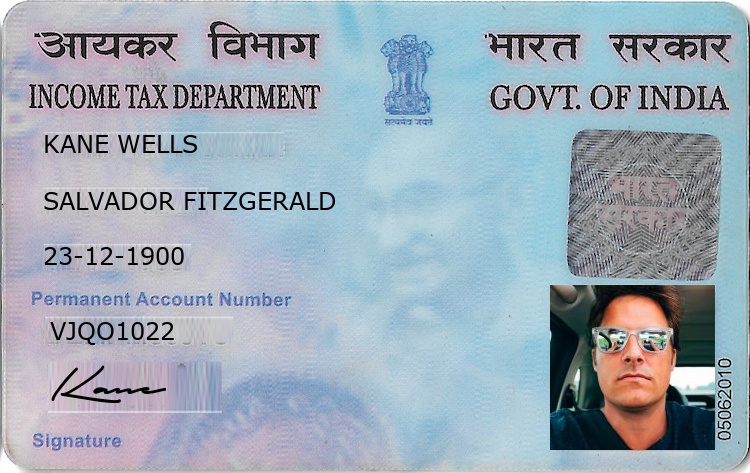 आयकर विभाग
भारत सरकार
INCOME TAX DEPARTMENT
GOVT. OF INDIA
सत्यमेव जयते
KANE WELLS
SALVADOR FITZGERALD
23-12-1900
भारत
सरकार
Permanent Account Number
VJQO1022
Kane
Signature
05062010